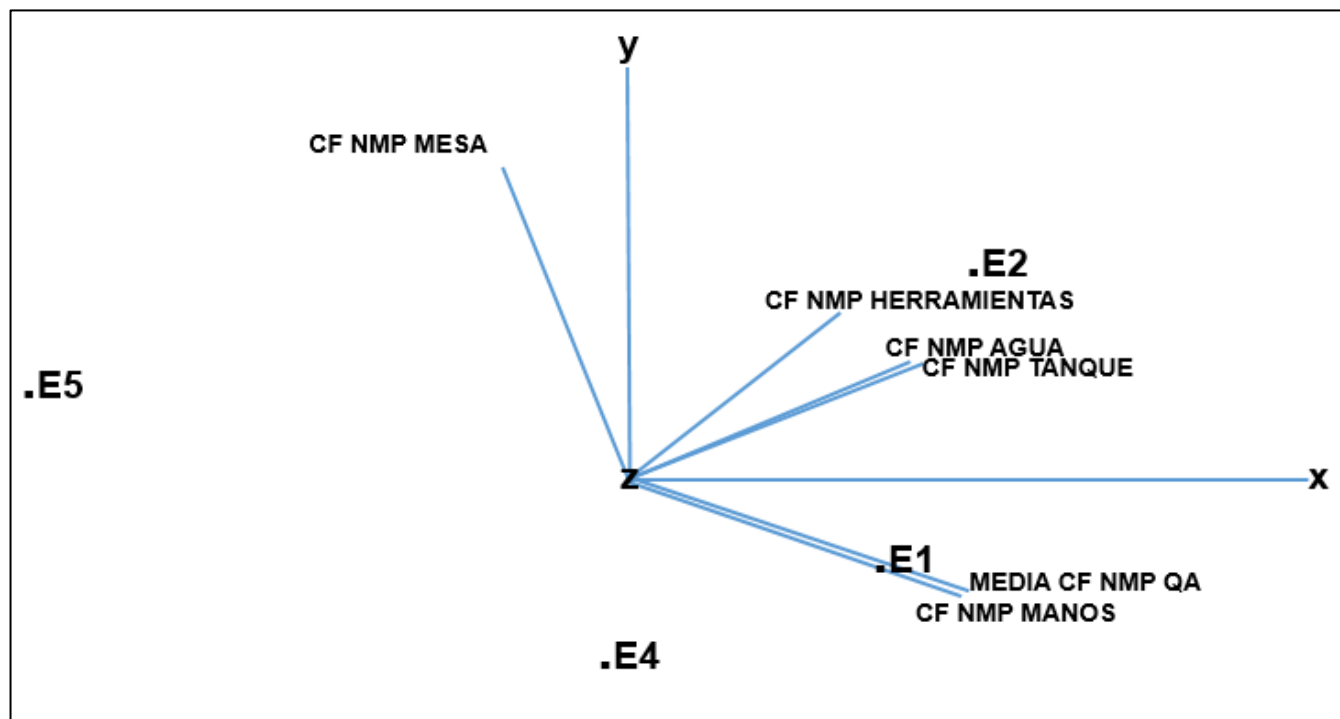 y
CF NMP MESA
.E2
CF NMP HERRAMIENTAS
CF NMP AGUA
CF NMP TANQUE
.E5
z
x
.E1
MEDIA CF NMP QA
CF NMP MANOS
.E4